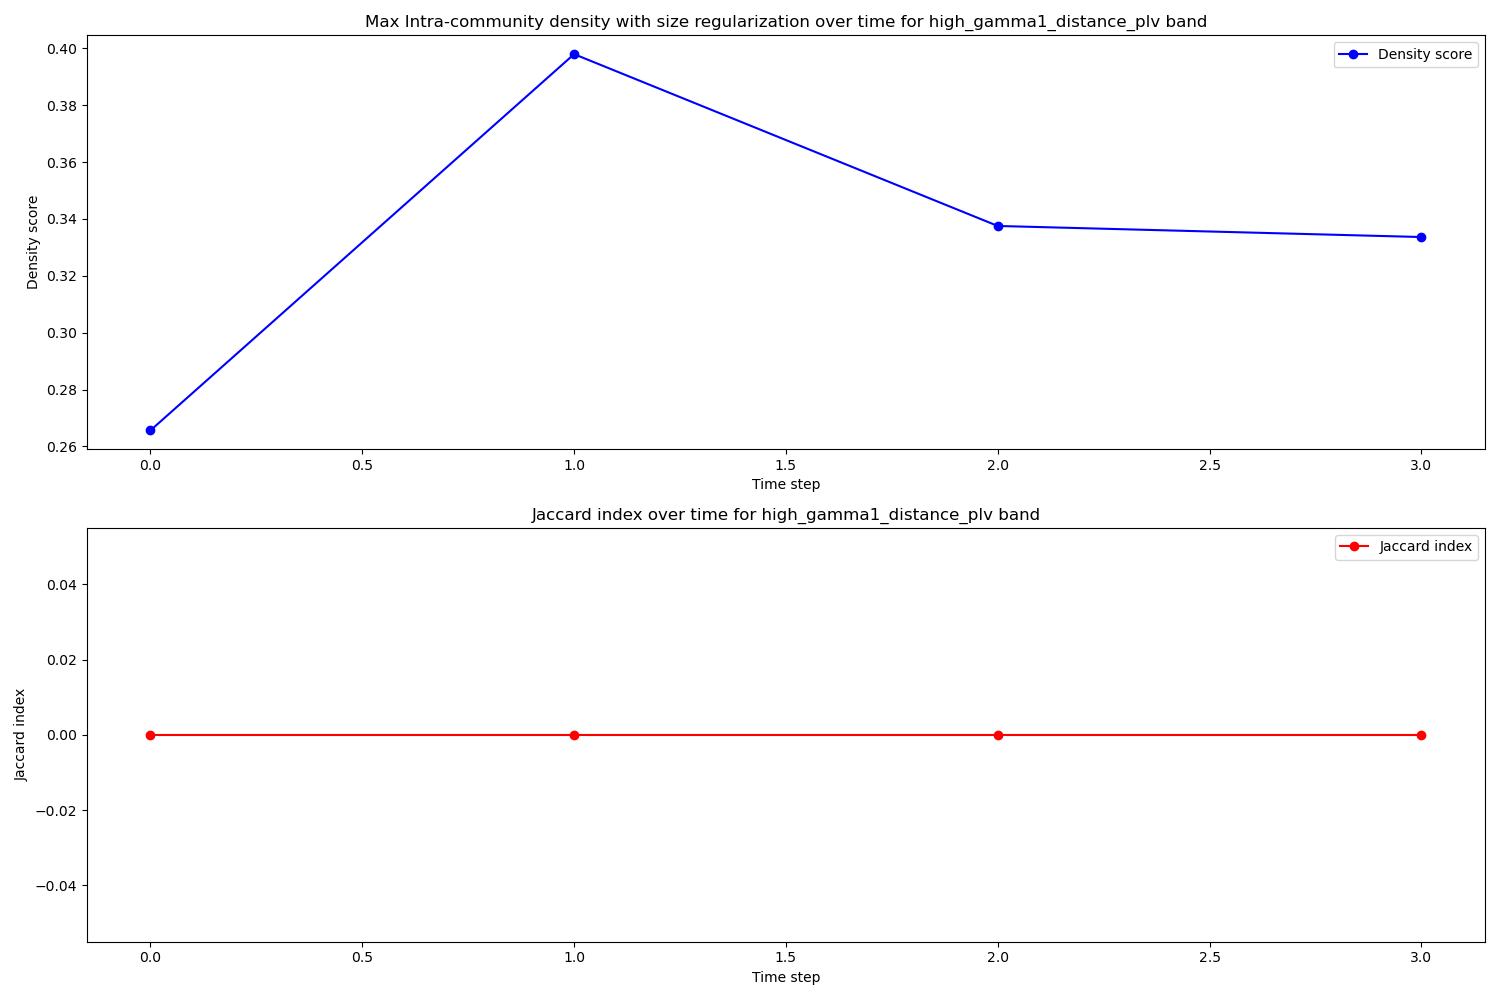 Max Intra-community density with size regularization over time for high_gamma1_distance_plv band
Density score
0.40
0.38
0.36
0.34
0.32
0.30
0.28
0.26
Density score
0.0 0.5 1.0 1.5 2.0 2.5 3.0
Time step
Jaccard index over time for high_gamma1_distance_plv band
Jaccard index
0.04
0.02
0.00
−0.02
−0.04
Jaccard index
0.0 0.5 1.0 1.5 2.0 2.5 3.0
Time step